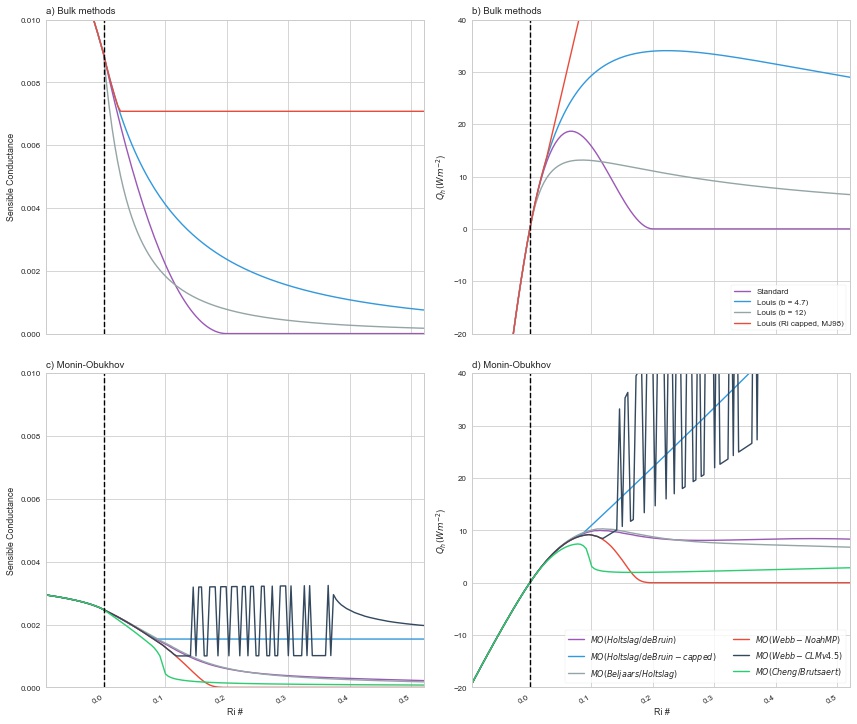 a) Bulk methods
0.010
0.008
0.006
0.004
0.002
0.000
Sensible Conductance
b) Bulk methods
40
30
20
10
0
−10
−20
Q_h (Wm^{−2})
Standard
Louis (b = 4.7)
Louis (b = 12)
Louis (Ri capped, MJ98)
c) Monin-Obukhov
0.010
0.008
0.006
0.004
0.002
0.000
Sensible Conductance
0.0
0.1
0.2
0.3
0.4
0.5
Ri #
d) Monin-Obukhov
40
30
20
10
0
−10
−20
Q_h (Wm^{−2})
MO(Holtslag/deBruin)
MO(Holtslag/deBruin − capped)
MO(Beljaars/Holtslag)
MO(Webb − NoahMP)
MO(Webb − CLMv4.5)
MO(Cheng/Brutsaert)
0.0
0.1
0.2
0.3
0.4
0.5
Ri #